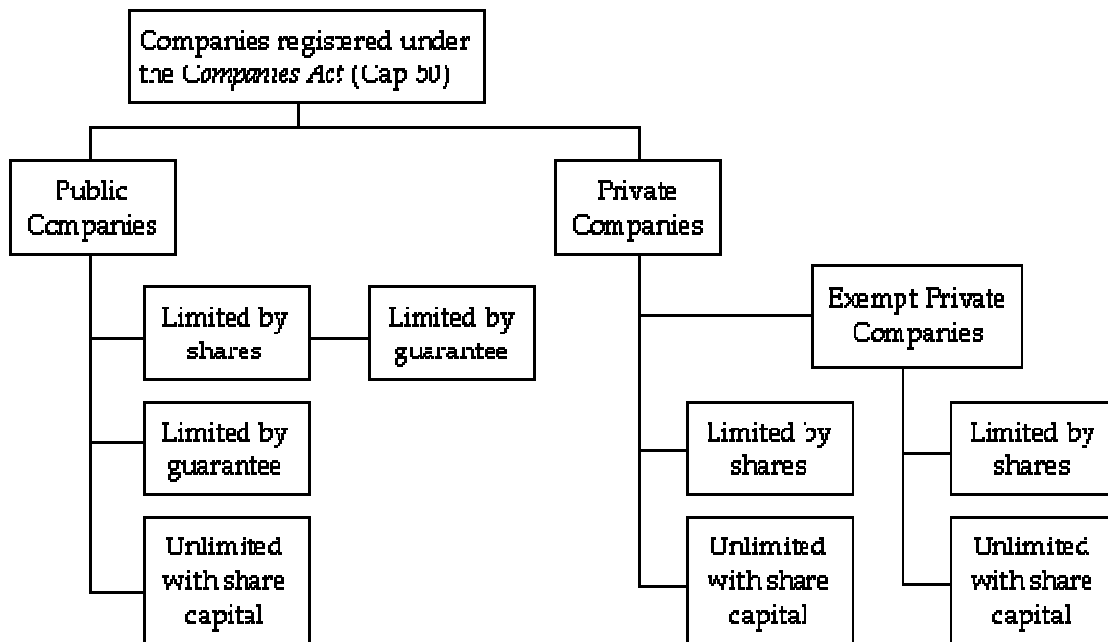 Companies registered under
the Companies Act (Cap 50)
Public
Companies
Private
Companies
Limited by
shares
Limited by
guarantee
Exempt Private
Companies
Limited by
guarantee
Limited by
shares
Limited by
shares
Unlimited
with share
capital
Unlimited
with share
capital
Unlimited
with share
capital